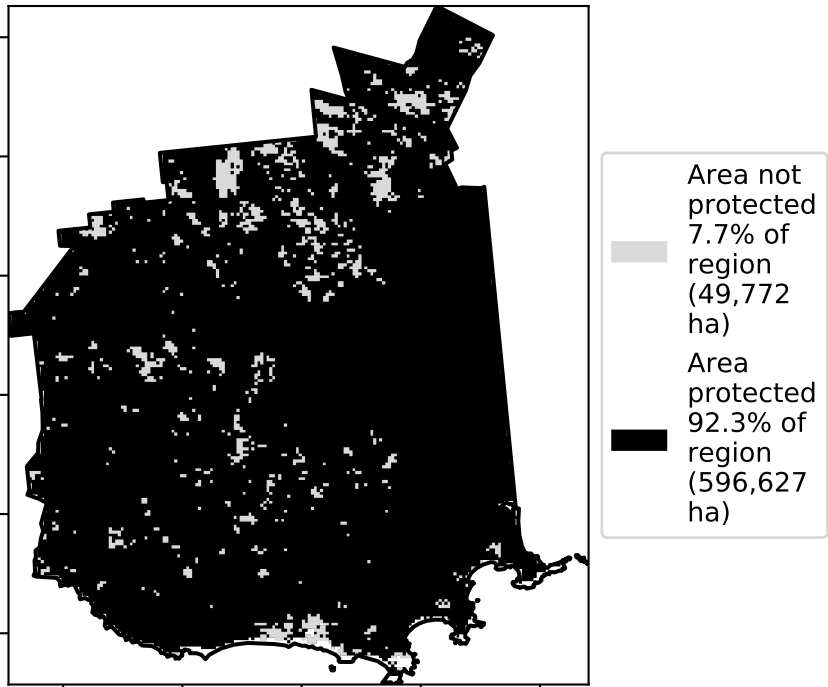 Area not
protected
7.7% of
region
(49,772
ha)
Area
protected
92.3% of
region
(596,627
ha)